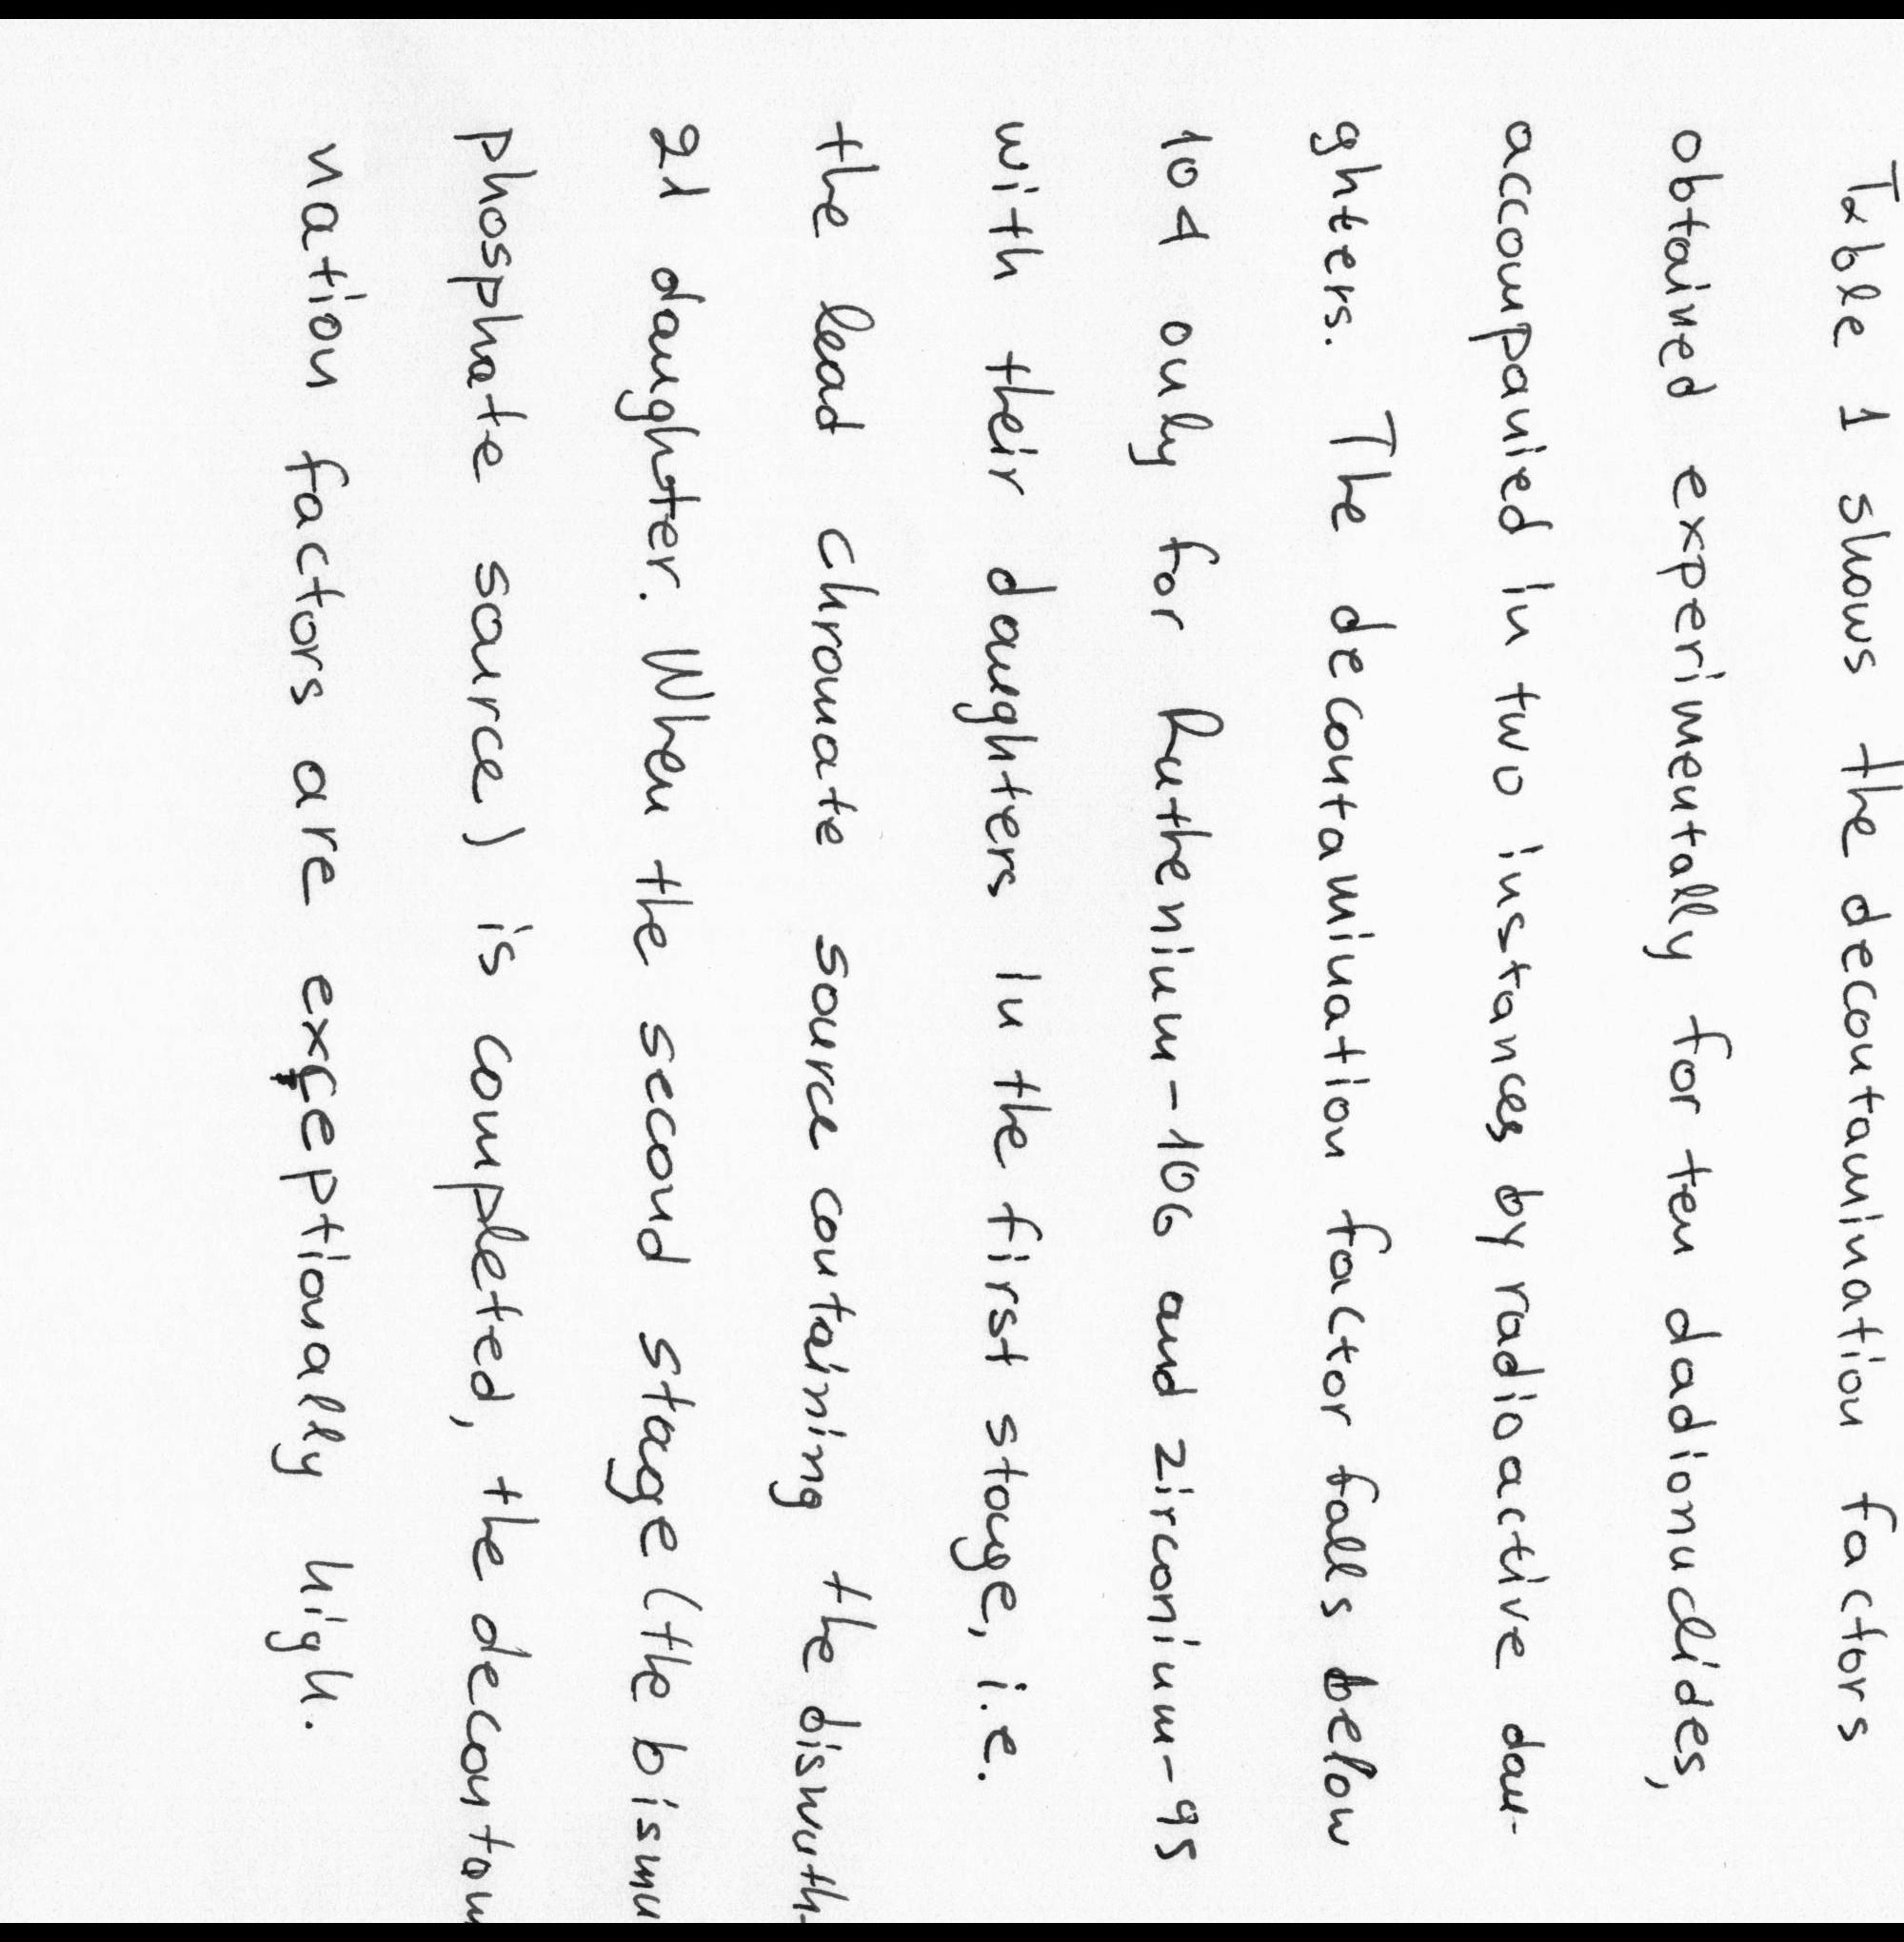 Table 1 shows the decontamination factors
obtained experimentally for ten dadionuclides,
accompanied in two instances by radioactive dau-
ghters. The decontamination factor falls below
104 only for Ruthenium-106 and zirconium-95
with their daughters in the first stage, i.e.
the lead chromate source containing the bismuth-
21 daughter. When the second stage (the bismu
phosphate source) is completed, the decontam
nation factors are exceptionally high.